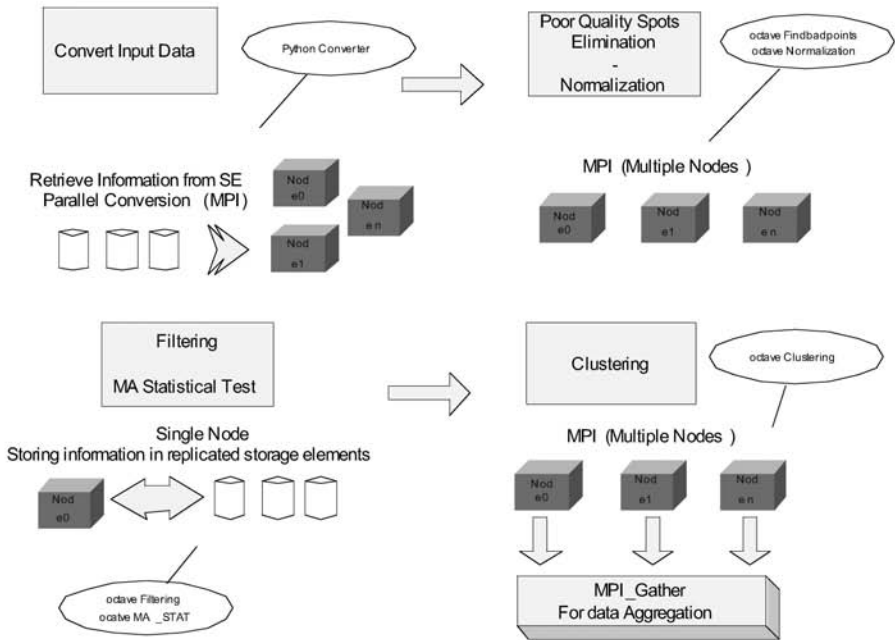 Convert Input Data
Python Converter
Poor Quality Spots
Elimination
-
Normalization
octave Findbadpoints
octave Normalization
Retrieve Information from SE
Parallel Conversion (MPI)
Nod
e0
Nod
e n
Nod
e1
MPI (Multiple Nodes )
Nod
e0
Nod
e1
Nod
e n
Filtering
MA Statistical Test
Single Node
Storing information in replicated storage elements
Nod
e0
octave Filtering
ocatve MA _STAT
Clustering
octave Clustering
MPI (Multiple Nodes )
Nod
e0
Nod
e1
Nod
e n
MPI_Gather
For data Aggregation